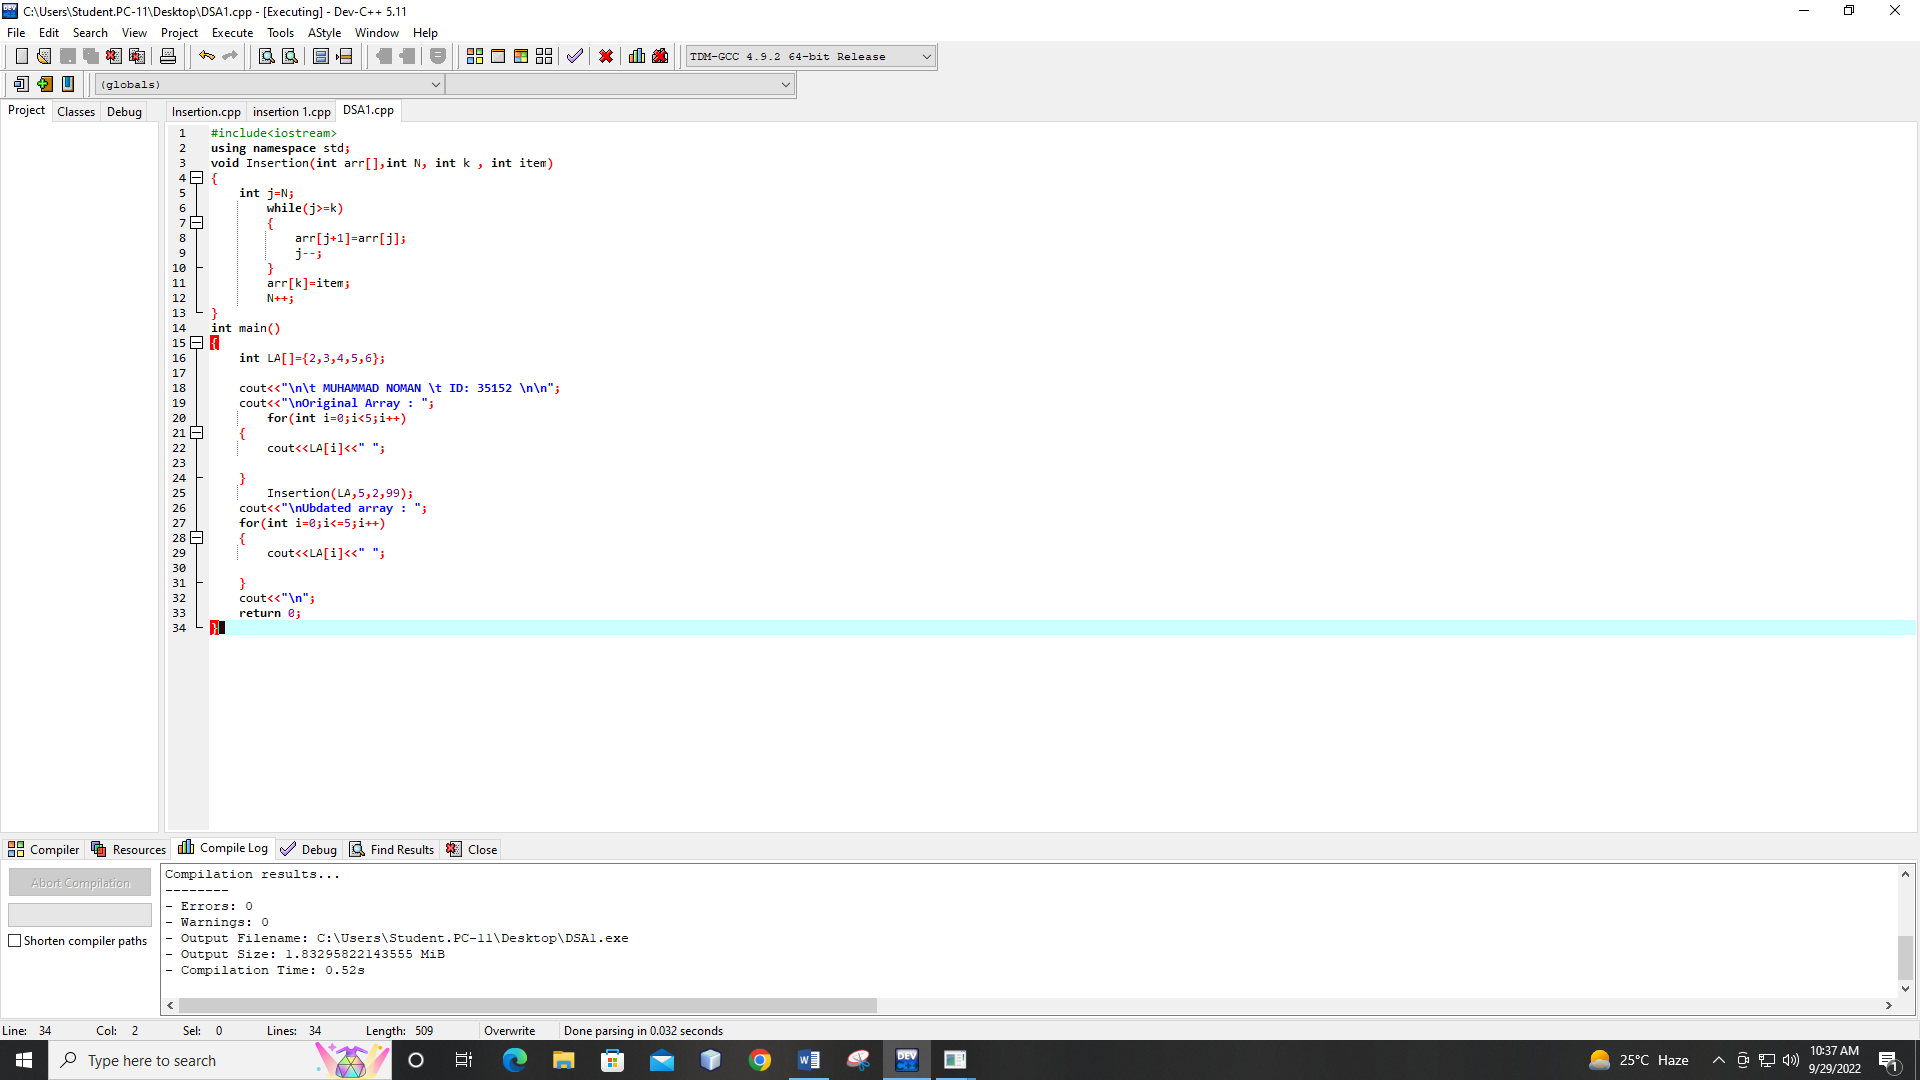 C:\Users\Student.PC-11\Desktop\DSA1.cpp - [Executing] - Dev-C++ 5.11
File Edit Search View Project Execute Tools AStyle Window Help
TDM-GCC 4.9.2 64-bit Release
(globals)
Project Classes Debug
Insertion.cpp insertion 1.cpp DSA1.cpp
1 #include<iostream>
2 using namespace std;
3 void Insertion(int arr[],int N, int k , int item)
4 {
5 int j=N;
6 while(j>=k)
7 {
8 arr[j+1]=arr[j];
9 j--;
10 }
11 arr[k]=item;
12 N++;
13 }
14 int main()
15 {
16 int LA[]={2,3,4,5,6};
17
18 cout<<"\n\t MUHAMMAD NOMAN \t ID: 35152 \n\n";
19 cout<<"\nOriginal Array : ";
20 for(int i=0;i<5;i++)
21 {
22 cout<<LA[i]<<" ";
23
24 }
25 Insertion(LA,5,2,99);
26 cout<<"\nUbdated array : ";
27 for(int i=0;i<=5;i++)
28 {
29 cout<<LA[i]<<" ";
30
31 }
32 cout<<"\n";
33 return 0;
34 }
Compiler Resources Compile Log Debug Find Results Close
Abort Compilation
Shorten compiler paths
Compilation results...
--------
- Errors: 0
- Warnings: 0
- Output Filename: C:\Users\Student.PC-11\Desktop\DSA1.exe
- Output Size: 1.83295822143555 MiB
- Compilation Time: 0.52s
Line: 34 Col: 2 Sel: 0 Lines: 34 Length: 509 Overwrite Done parsing in 0.032 seconds
Type here to search
DEV
25°C Haze
10:37 AM
9/29/2022
1